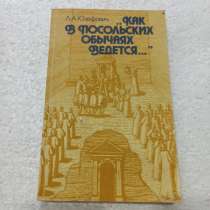 Л.А.Юзефович
„КАК
В ПОСОЛЬСКИХ
ОБЫЧАЯХ
ВЕДЕТСЯ..."